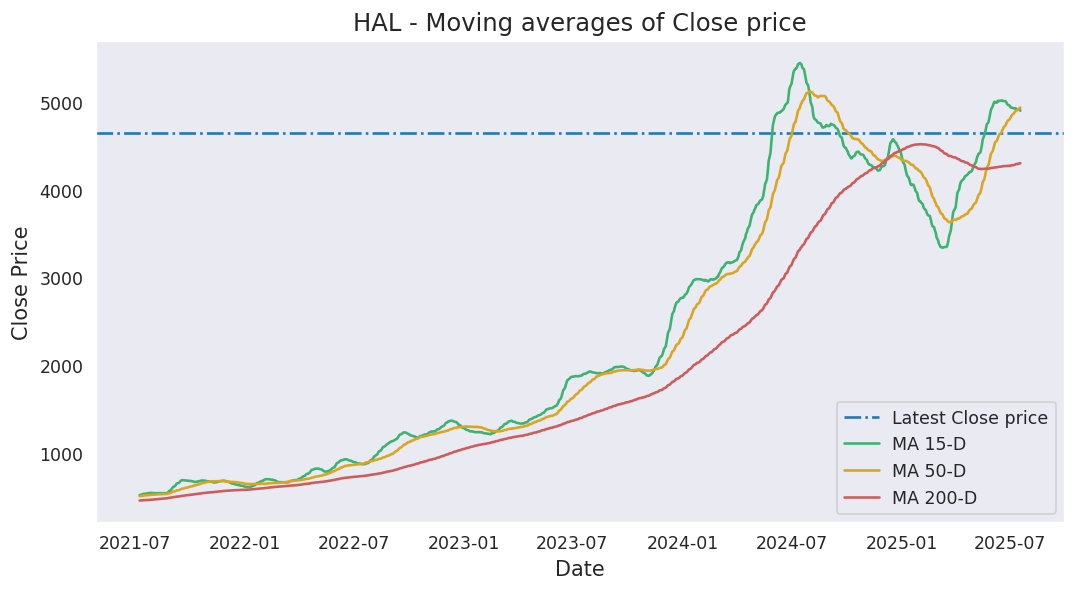 HAL - Moving averages of Close price
Close Price
5000
4000
3000
2000
1000
Latest Close price
MA 15-D
MA 50-D
MA 200-D
2021-07 2022-01 2022-07 2023-01 2023-07 2024-01 2024-07 2025-01 2025-07
Date